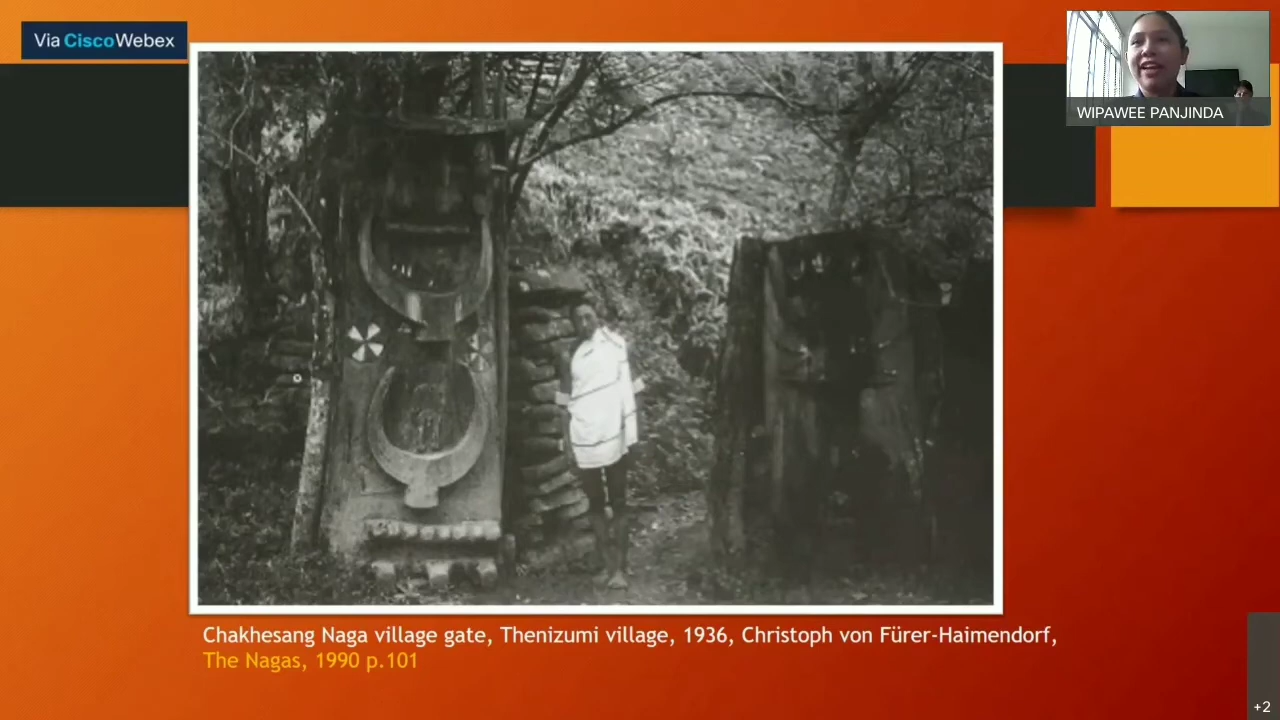 Via CiscoWebex
WIPAWEE PANJINDA
Chakhesang Naga village gate, Thenizumi village, 1936, Christoph von Fürer-Haimendorf,
The Nagas, 1990 p.101
+2